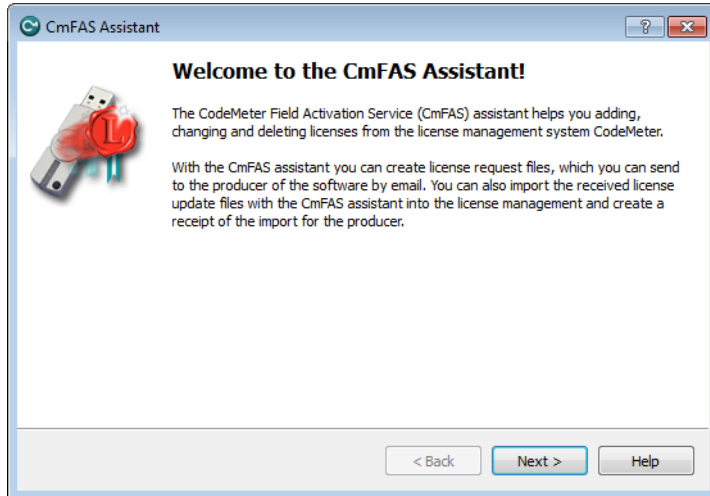 CmFAS Assistant
?
Welcome to the CmFAS Assistant!
The CodeMeter Field Activation Service (CmFAS) assistant helps you adding,
changing and deleting licenses from the license management system CodeMeter.
With the CmFAS assistant you can create license request files, which you can send
to the producer of the software by email. You can also import the received license
update files with the CmFAS assistant into the license management and create a
receipt of the import for the producer.
L
< Back Next > Help